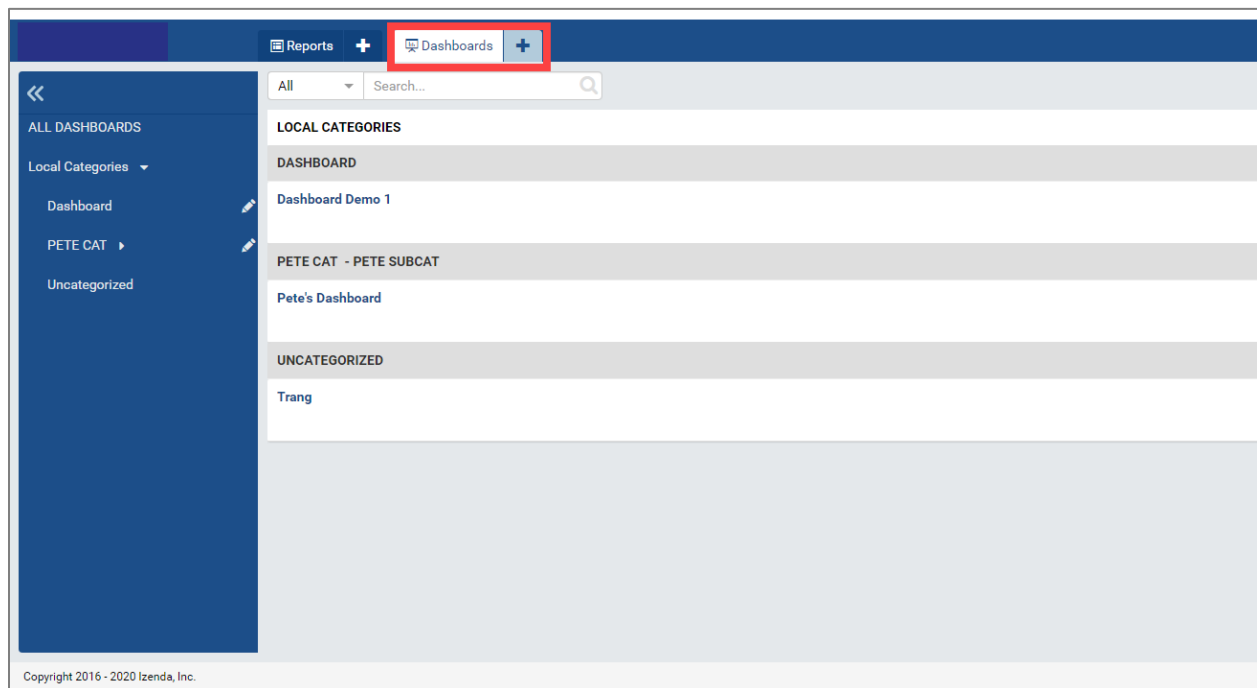 Reports
Dashboards
All
Search...
ALL DASHBOARDS
Local Categories
Dashboard
PETE CAT
Uncategorized
LOCAL CATEGORIES
DASHBOARD
Dashboard Demo 1
PETE CAT - PETE SUBCAT
Pete's Dashboard
UNCATEGORIZED
Trang
Copyright 2016 - 2020 Izenda, Inc.